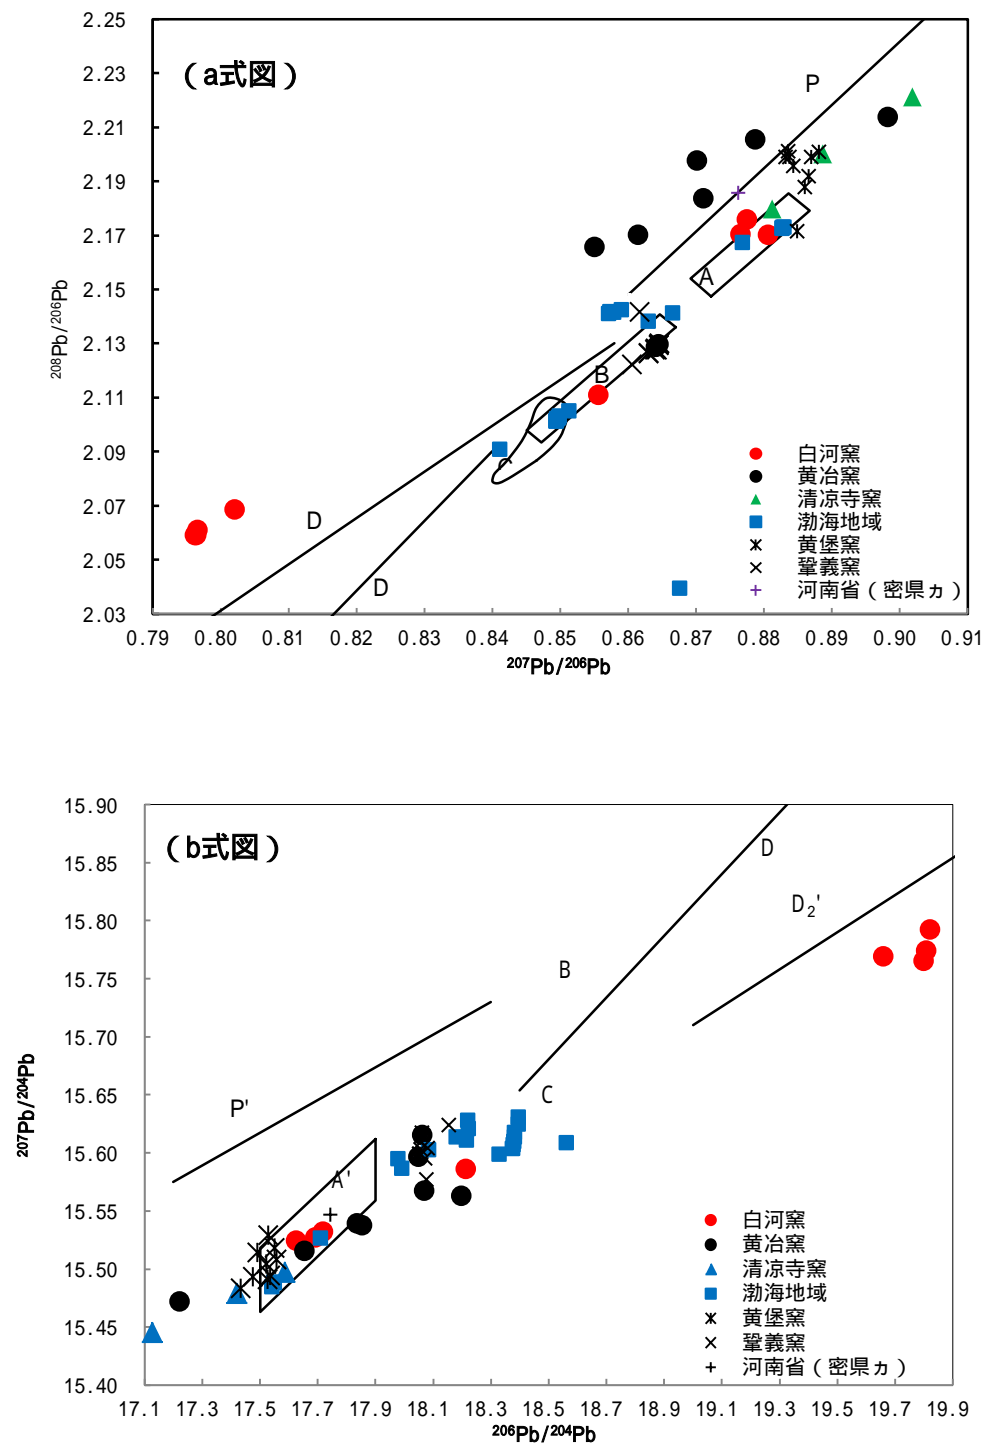 2.25
(a式図)
2.23
P
2.21
2.19
2.17
A
2.15
208Pb/206Pb
2.13
B
2.11
C
2.09
2.07
D
2.05
D
2.03
白河窯
黄冶窯
清凉寺窯
渤海地域
黄堡窯
鞏義窯
河南省(密県ヵ)
0.79 0.80 0.81 0.82 0.83 0.84 0.85 0.86 0.87 0.88 0.89 0.90 0.91
207Pb/206Pb
15.90
(b式図)
D
15.85
D2'
15.80
B
15.75
15.70
207Pb/204Pb
15.65
C
P'
15.60
A'
15.55
15.50
15.45
15.40
白河窯
黄冶窯
清凉寺窯
渤海地域
黄堡窯
鞏義窯
河南省(密県ヵ)
17.1 17.3 17.5 17.7 17.9 18.1 18.3 18.5 18.7 18.9 19.1 19.3 19.5 19.7 19.9
206Pb/204Pb